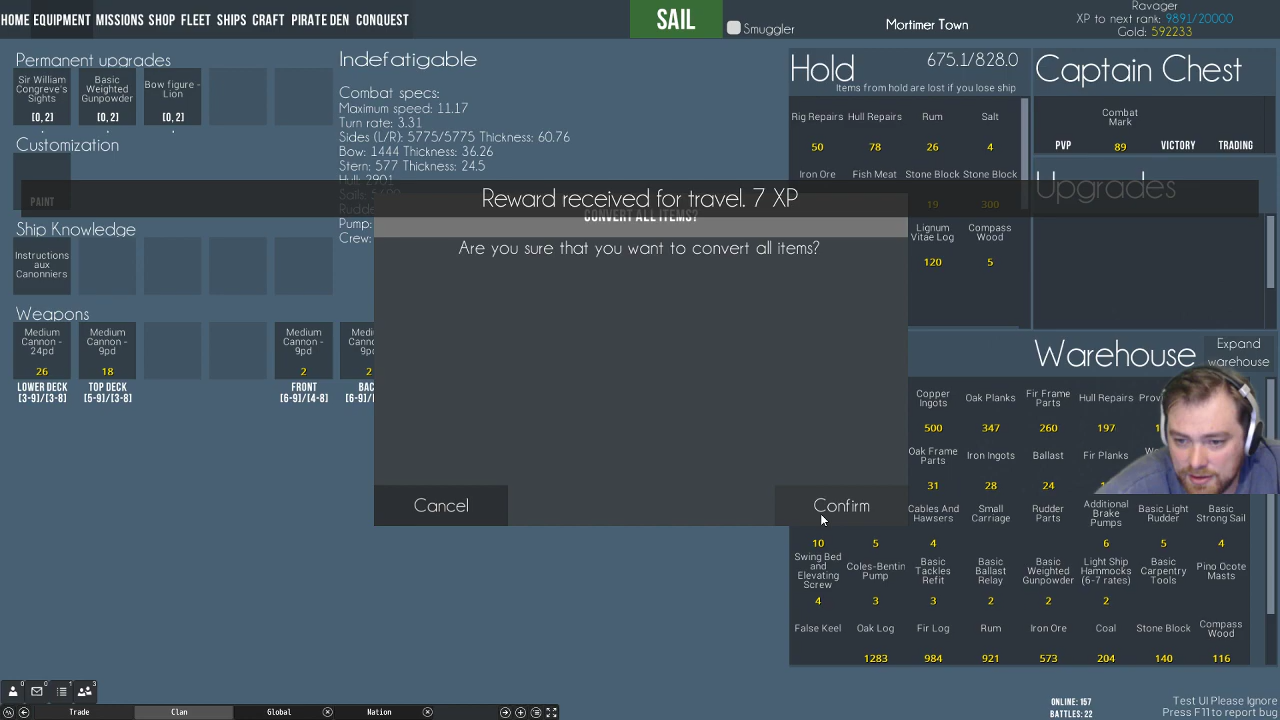 HOME EQUIPMENT MISSIONS SHOP FLEET SHIPS CRAFT PIRATE DEN CONQUEST
SAIL
Smuggler
Mortimer Town
Ravager
XP to next rank: 9891/20000
Gold: 592233
Permanent upgrades
Sir William Congreve's Sights
[0, 2]
Basic Weighted Gunpowder
[0, 2]
Bow figure - Lion
[0, 2]
Customization
PAINT
Ship Knowledge
Instructions aux Canonniers
Weapons
Medium Cannon - 24pd
26
LOWER DECK
[3-9]/[3-8]
Medium Cannon - 9pd
18
TOP DECK
[5-9]/[3-8]
Medium Cannon - 9pd
2
FRONT
[6-9]/[4-8]
Indefatigable
Combat specs:
Maximum speed: 11.17
Turn rate: 3.31
Sides (L/R): 5775/5775 Thickness: 60.76
Bow: 1444 Thickness: 36.26
Stern: 577 Thickness: 24.5
Hull: 2901
Pump:
Crew:
Reward received for travel. 7 XP
CONVERT ALL ITEMS?
Are you sure that you want to convert all items?
Cancel
Confirm
Hold
675.1/828.0
Items from hold are lost if you lose ship
Rig Repairs
50
Hull Repairs
78
Rum
26
Salt
4
Iron Ore
Fish Meat
Stone Block
19
Stone Block
300
Lignum Vitae Log
120
Compass Wood
5
Captain Chest
Combat Mark
89
PVP
VICTORY
TRADING
Upgrades
Warehouse
Expand warehouse
Copper Ingots
500
Oak Planks
347
Fir Frame Parts
260
Hull Repairs
197
Oak Frame Parts
31
Iron Ingots
28
Ballast
24
Fir Planks
10
5
Cables And Hawsers
4
Small Carriage
Rudder Parts
Additional Brake Pumps
6
Basic Light Rudder
5
Basic Strong Sail
4
Swing Bed and Elevating Screw
4
Coles-Bentin Pump
3
Basic Tackles Refit
3
Basic Ballast Relay
2
Basic Weighted Gunpowder
2
Light Ship Hammocks (6-7 rates)
2
Basic Carpentry Tools
Pino Ocote Masts
False Keel
Oak Log
1283
Fir Log
984
Rum
921
Iron Ore
573
Coal
204
Stone Block
140
Compass Wood
116
Trade
Clan
Global
Nation
ONLINE: 157
BATTLES: 22
Test UI Please Ignore
Press F11 to report bug